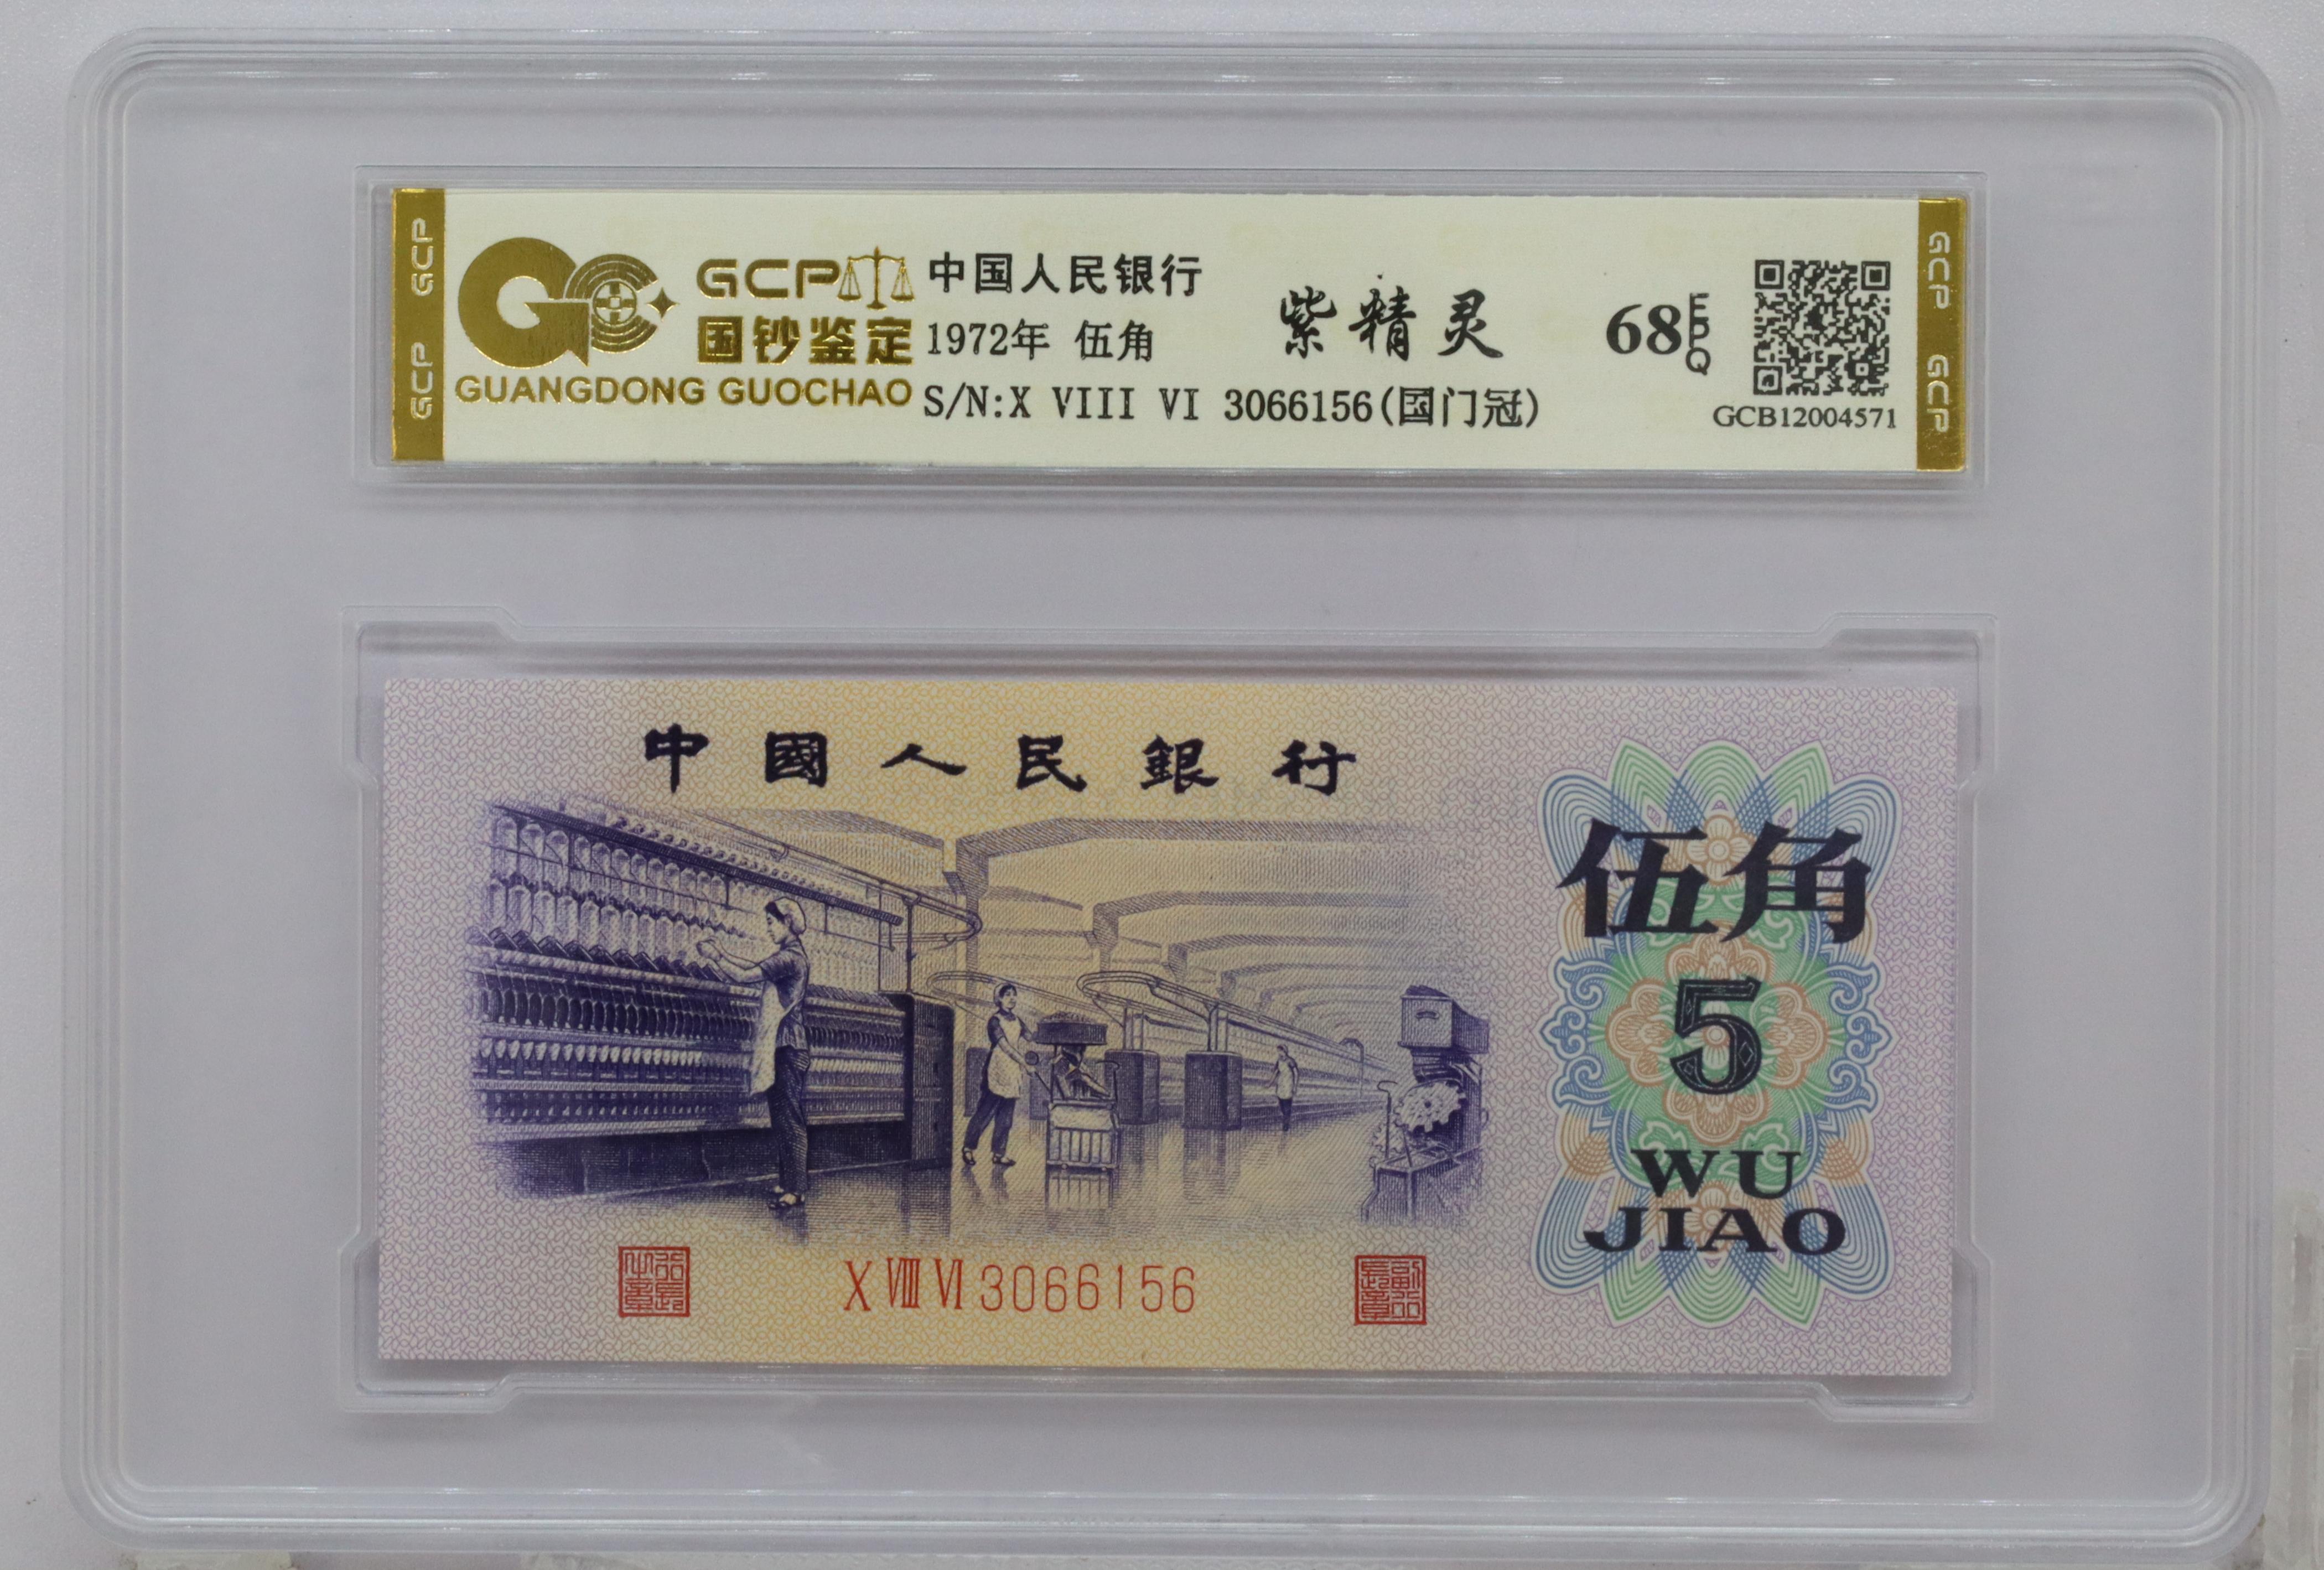 GCP
GCP
GCP
国钞鉴定
GUANGDONG GUOCHAO
中国人民银行
1972年 伍角
S/N:X VIII VI 3066156(国门冠)
紫精灵
68 EPQ
GCB12004571
GCP
GCP
中國人民銀行
伍角
5
WU
JIAO
X VIII VI 3066156